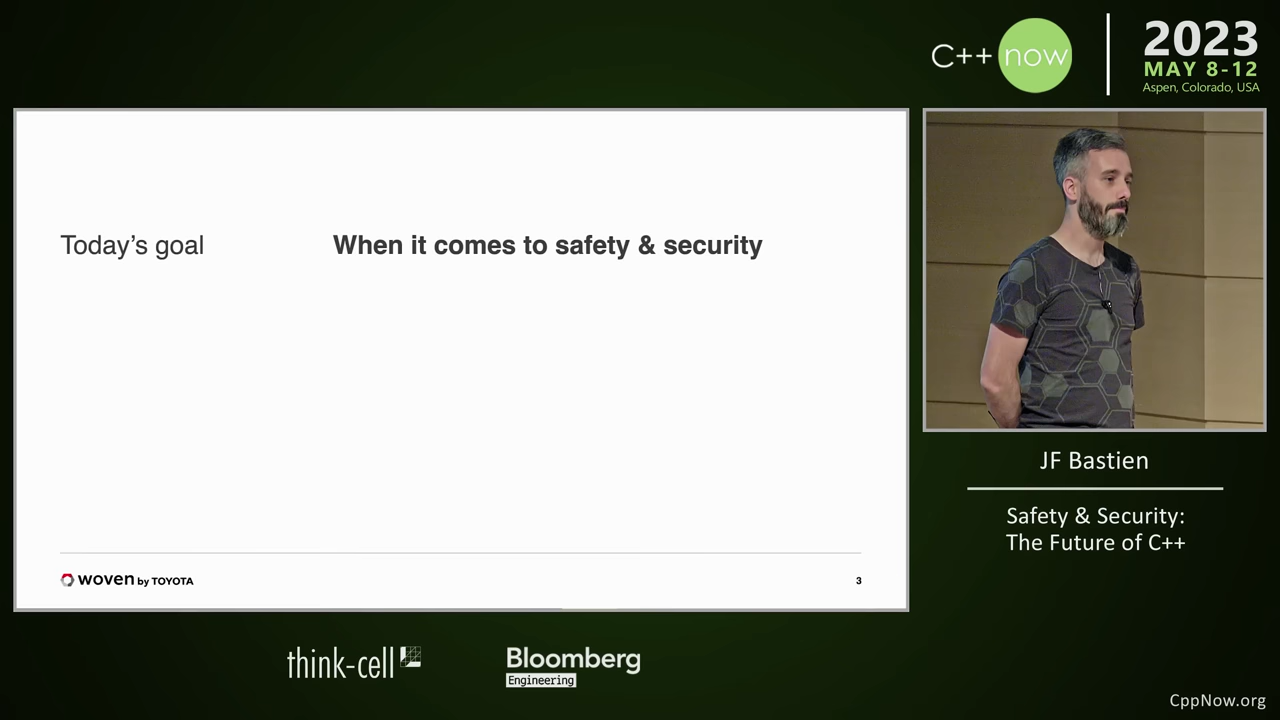 C++ now
2023
MAY 8-12
Aspen, Colorado, USA
Today's goal
When it comes to safety & security
woven by TOYOTA
3
JF Bastien
Safety & Security:
The Future of C++
think-cell
Bloomberg
Engineering
CppNow.org